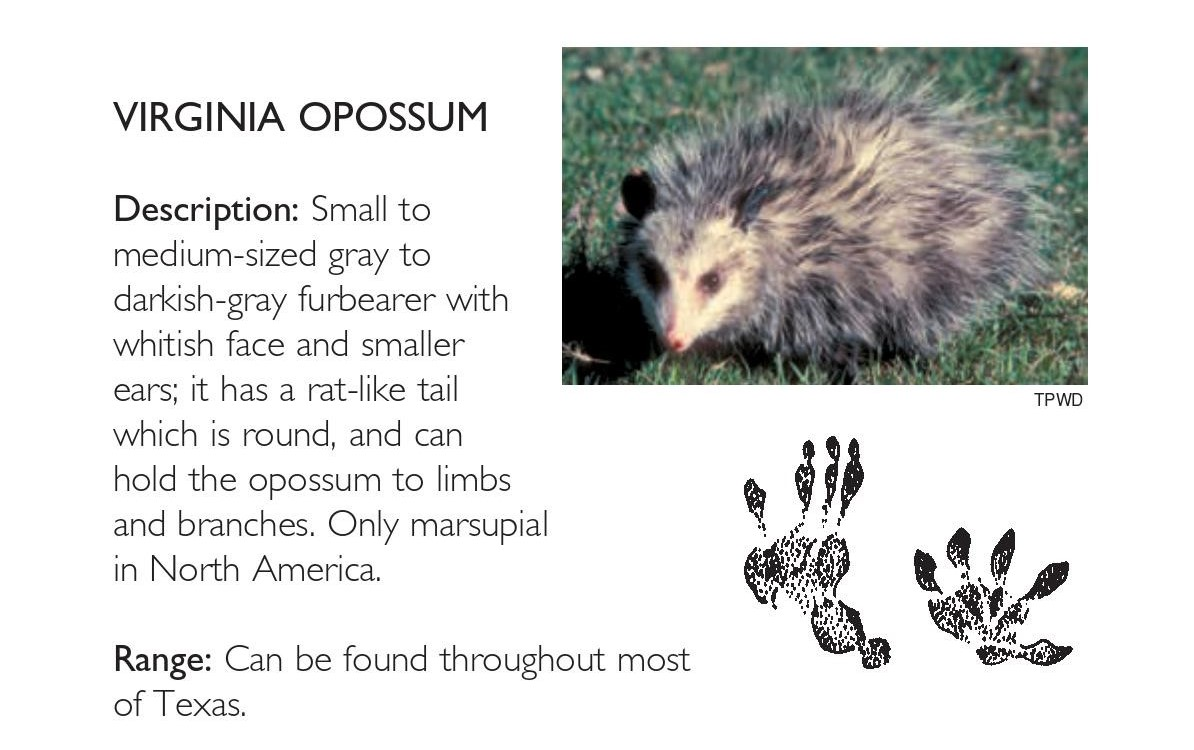 VIRGINIA OPOSSUM
Description: Small to
medium-sized gray to
darkish-gray furbearer with
whitish face and smaller
ears; it has a rat-like tail
which is round, and can
hold the opossum to limbs
and branches. Only marsupial
in North America.
TPWD
Range: Can be found throughout most
of Texas.